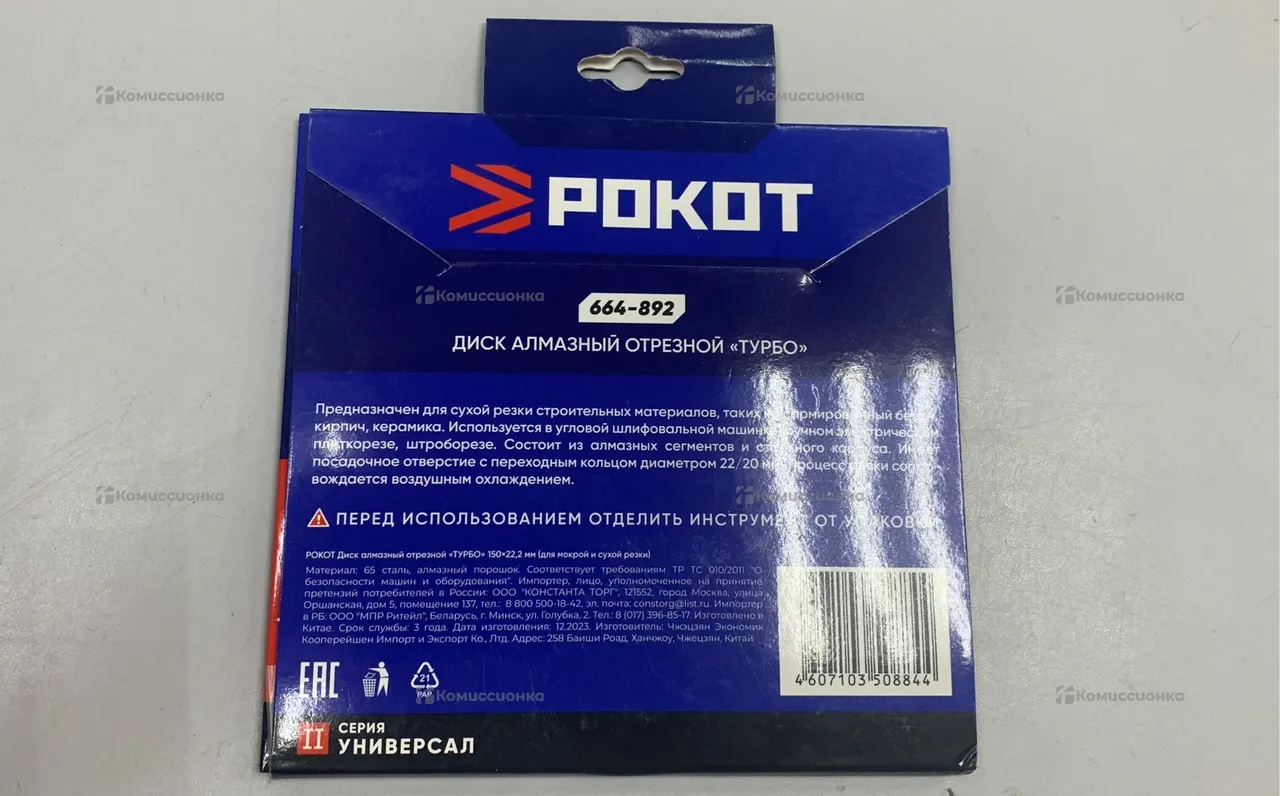 РОКОТ
664-892
ДИСК АЛМАЗНЫЙ ОТРЕЗНОЙ «ТУРБО»
Предназначен для сухой резки строительных материалов, таких
кирпич, керамика. Используется в угловой шлифовальной машинке
плиткорезе, штроборезе. Состоит из алмазных сегментов и
посадочное отверстие с переходным кольцом диаметром 22/20
вождается воздушным охлаждением.
ПЕРЕД ИСПОЛЬЗОВАНИЕМ ОТДЕЛИТЬ ИНСТРУМЕНТ ОТ УПАКОВКИ
РОКОТ Диск алмазный отрезной «ТУРБО» 150*22,2 мм (для мокрой и сухой резки)
Материал: 65 сталь, алмазный порошок. Соответствует требованиям ТР ТС 010/2011 "О
безопасности машин и оборудования". Импортер, лицо, уполномоченное на принятие
претензий потребителей в России: ООО "КОНСТАНТА ТОРГ", 121552, город Москва, улица
Оршанская, дом 5, помещение 137, тел.: 8 800 500-18-42, эл. почта: constorg@list.ru. Импортер
в РБ: ООО "МПР Ритейл", Беларусь, г. Минск, ул. Голубка, 2. Тел.: 8 (017) 396-85-17. Изготовлено в
Китае. Срок службы: 3 года. Дата изготовления: 12.2023. Изготовитель: Чжэцзян Экономик
Кооперейшен Импорт и Экспорт Ко., Лтд. Адрес: 258 Баиши Роад, Ханчжоу, Чжецзян, Китай
4 607103 508844
ЕАС
21
PAP
II СЕРИЯ
УНИВЕРСАЛ
Комиссионка
Комиссионка
Комиссионка
Комиссионка
Комиссионка
Комиссионка
Комиссионка
Комиссионка